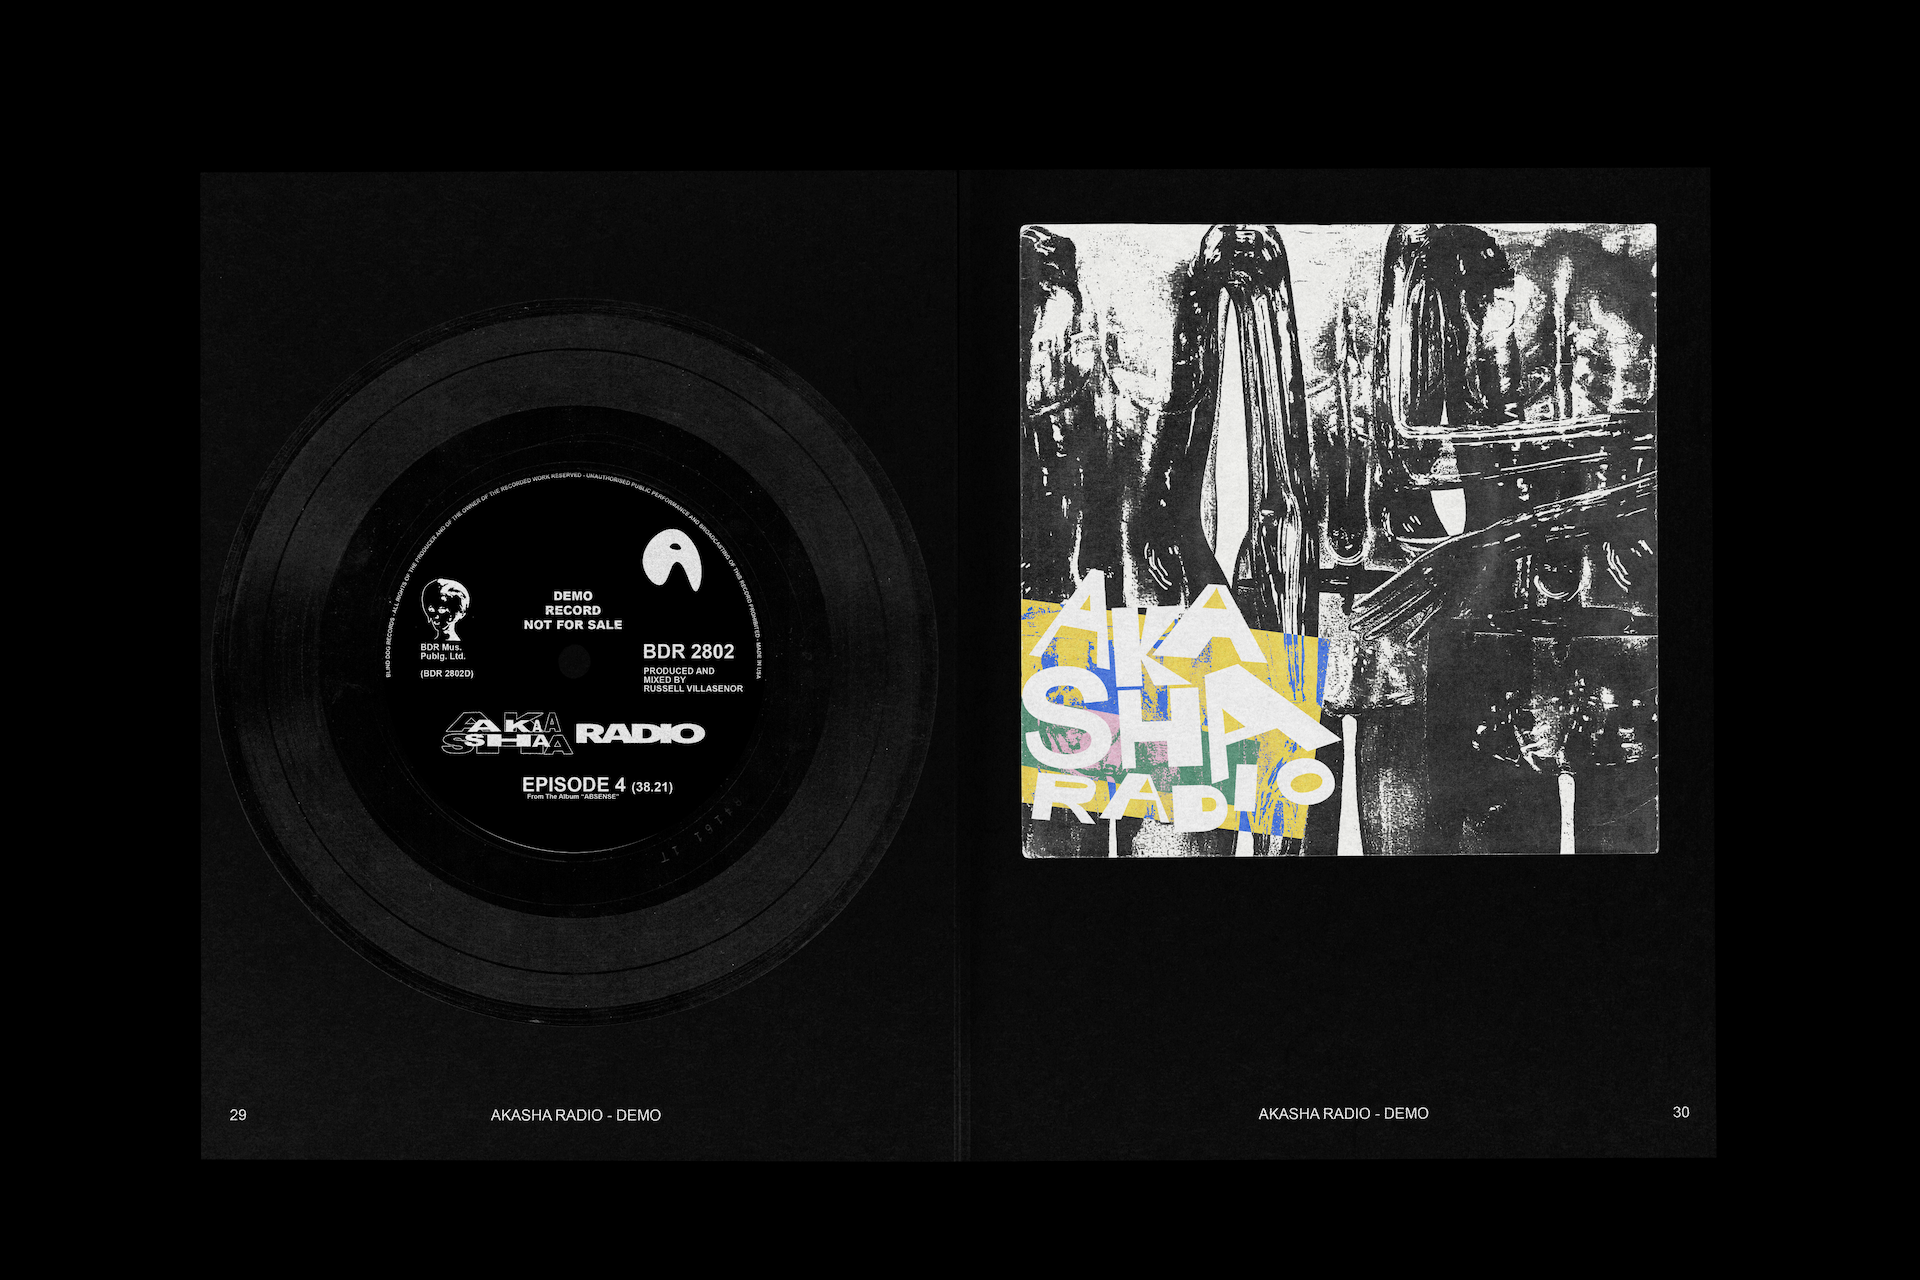 BLIND DOG RECORDS - ALL RIGHTS OF THE PRODUCER AND OF THE OWNER OF THE RECORDED WORK RESERVED - UNAUTHORISED PUBLIC PERFORMANCE AND BROADCASTING OF THIS RECORD PROHIBITED - MADE IN USA
DEMO
RECORD
NOT FOR SALE
BDR Mus.
Publg. Ltd.
(BDR 2802D)
BDR 2802
PRODUCED AND
MIXED BY
RUSSELL VILLASENOR
AKA
SHA
RADIO
EPISODE 4 (38.21)
From The Album "ABSENSE"
29
AKASHA RADIO - DEMO
AKA
SHA
RADIO
AKASHA RADIO - DEMO
30